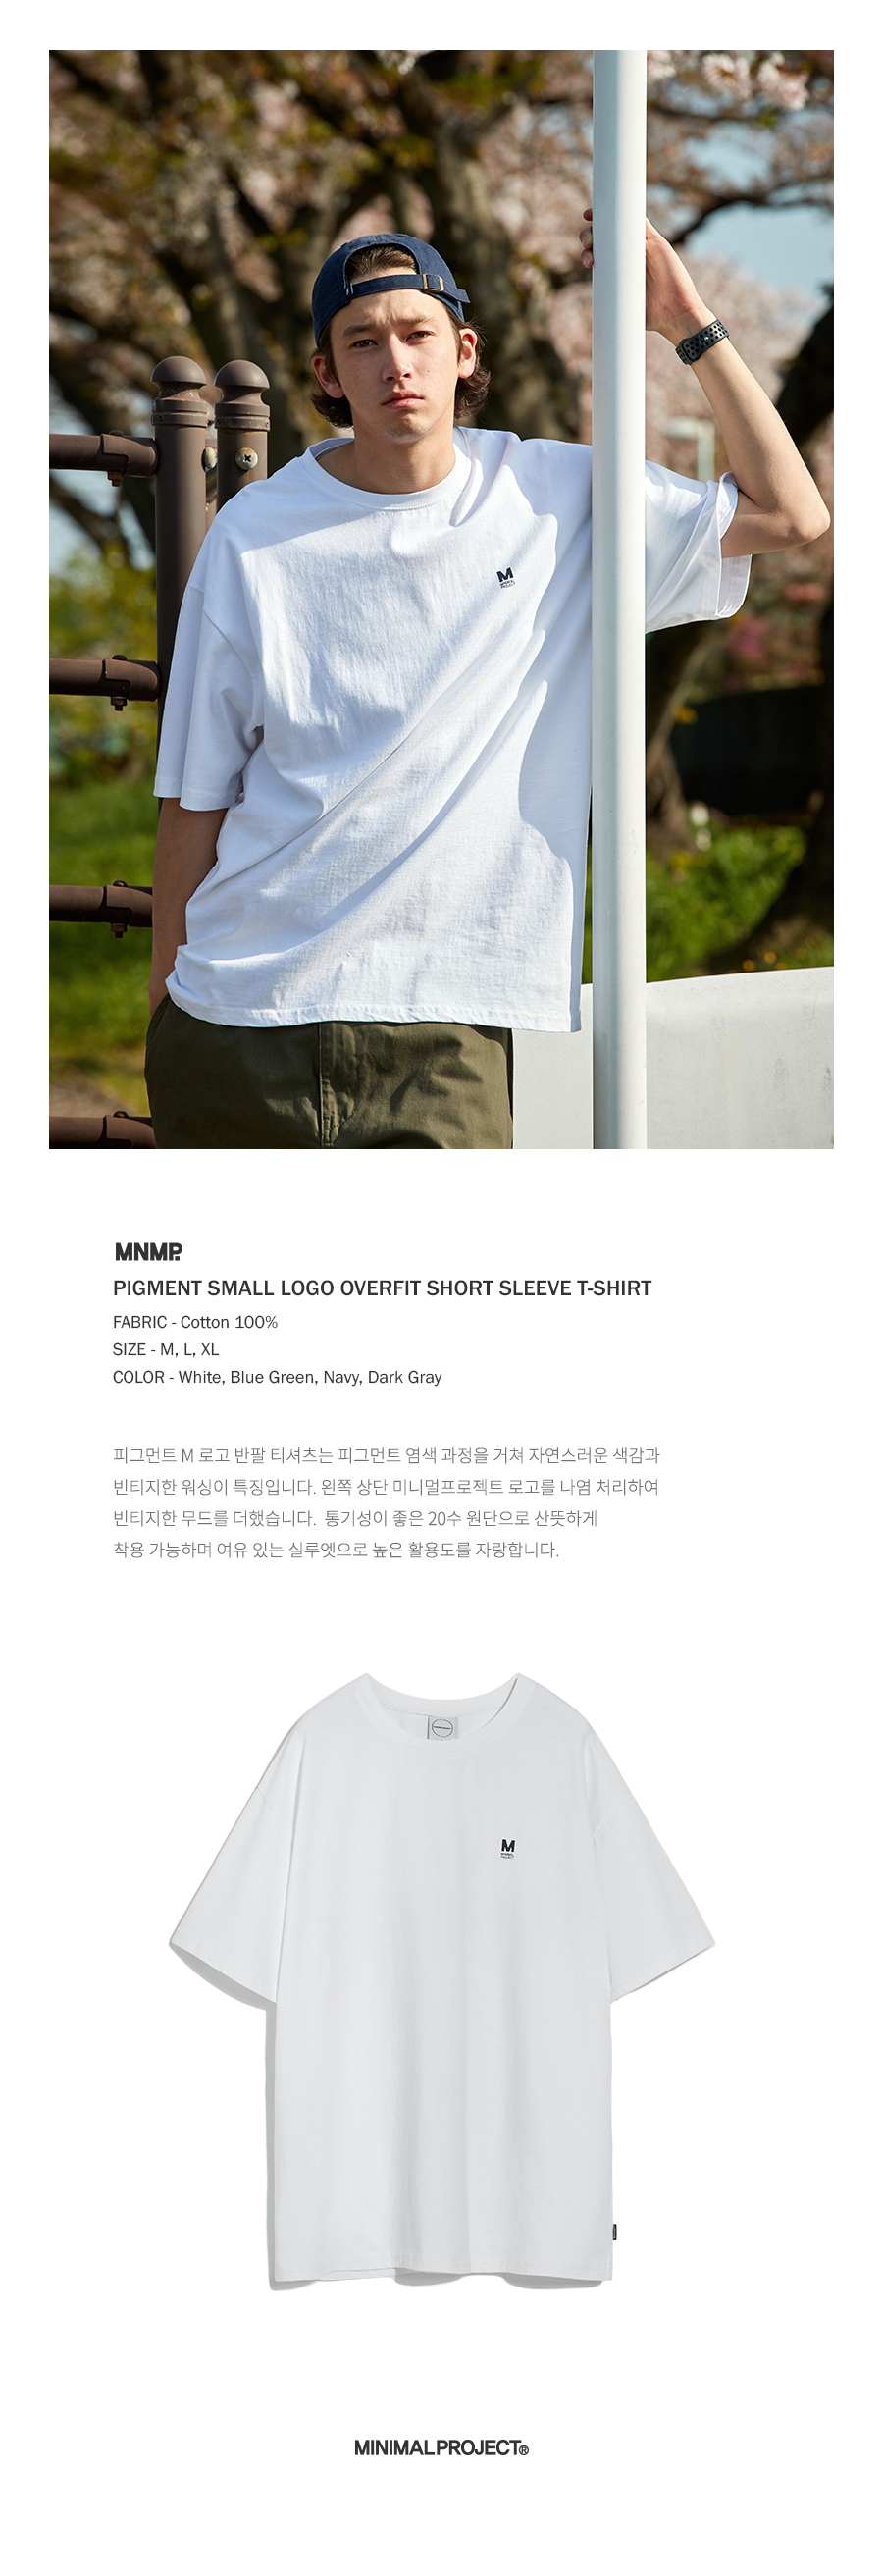 M
MNMP.
PIGMENT SMALL LOGO OVERFIT SHORT SLEEVE T-SHIRT
FABRIC - Cotton 100%
SIZE - M, L, XL
COLOR - White, Blue Green, Navy, Dark Gray
피그먼트 M 로고 반팔 티셔츠는 피그먼트 염색 과정을 거쳐 자연스러운 색감과
빈티지한 워싱이 특징입니다. 왼쪽 상단 미니멀프로젝트 로고를 나염 처리하여
빈티지한 무드를 더했습니다. 통기성이 좋은 20수 원단으로 산뜻하게
착용 가능하며 여유 있는 실루엣으로 높은 활용도를 자랑합니다.
M
MINIMALPROJECT®